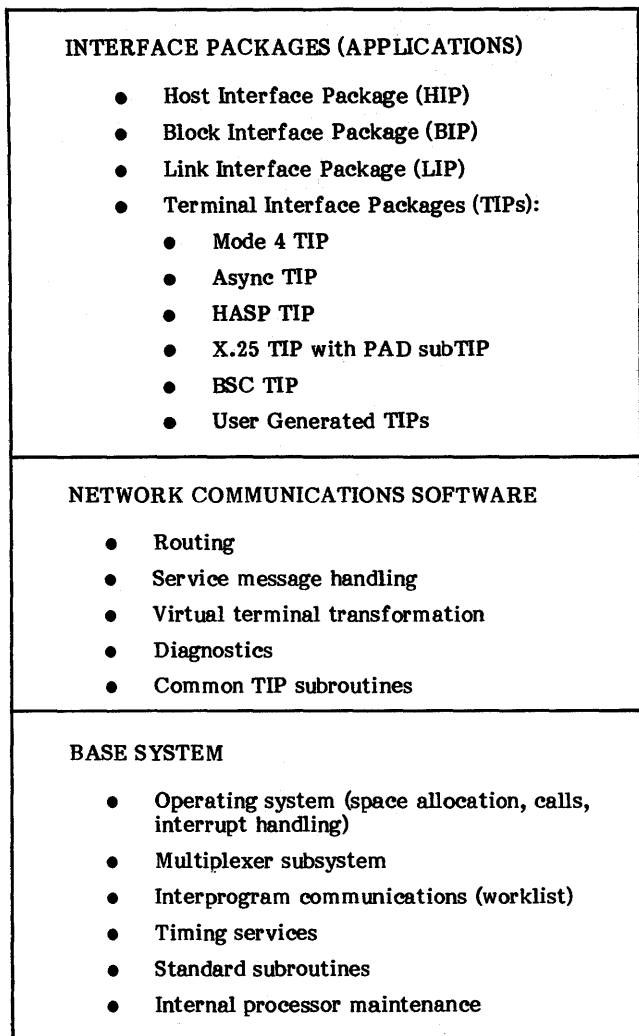 INTERFACE PACKAGES (APPLICATIONS)
● Host Interface Package (HIP)
● Block Interface Package (BIP)
● Link Interface Package (LIP)
● Terminal Interface Packages (TIPs):
● Mode 4 TIP
● Async TIP
● HASP TIP
● X.25 TIP with PAD subTIP
● BSC TIP
● User Generated TIPs
NETWORK COMMUNICATIONS SOFTWARE
● Routing
● Service message handling
● Virtual terminal transformation
● Diagnostics
● Common TIP subroutines
BASE SYSTEM
● Operating system (space allocation, calls,
interrupt handling)
● Multiplexer subsystem
● Interprogram communications (worklist)
● Timing services
● Standard subroutines
● Internal processor maintenance